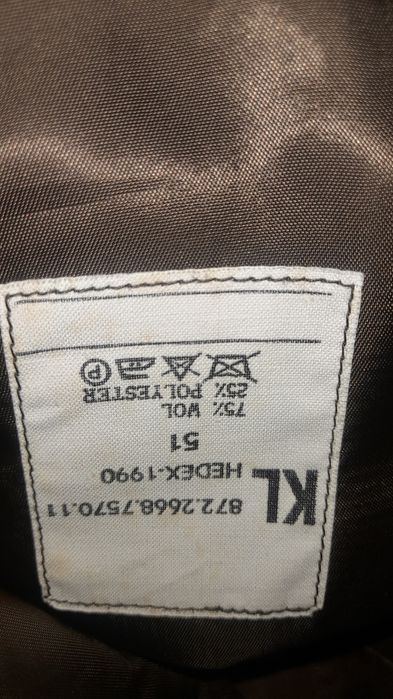 KL 872.2668.7570.11
HEDEX-1990
51
75% WOL
25% POLYESTER
P